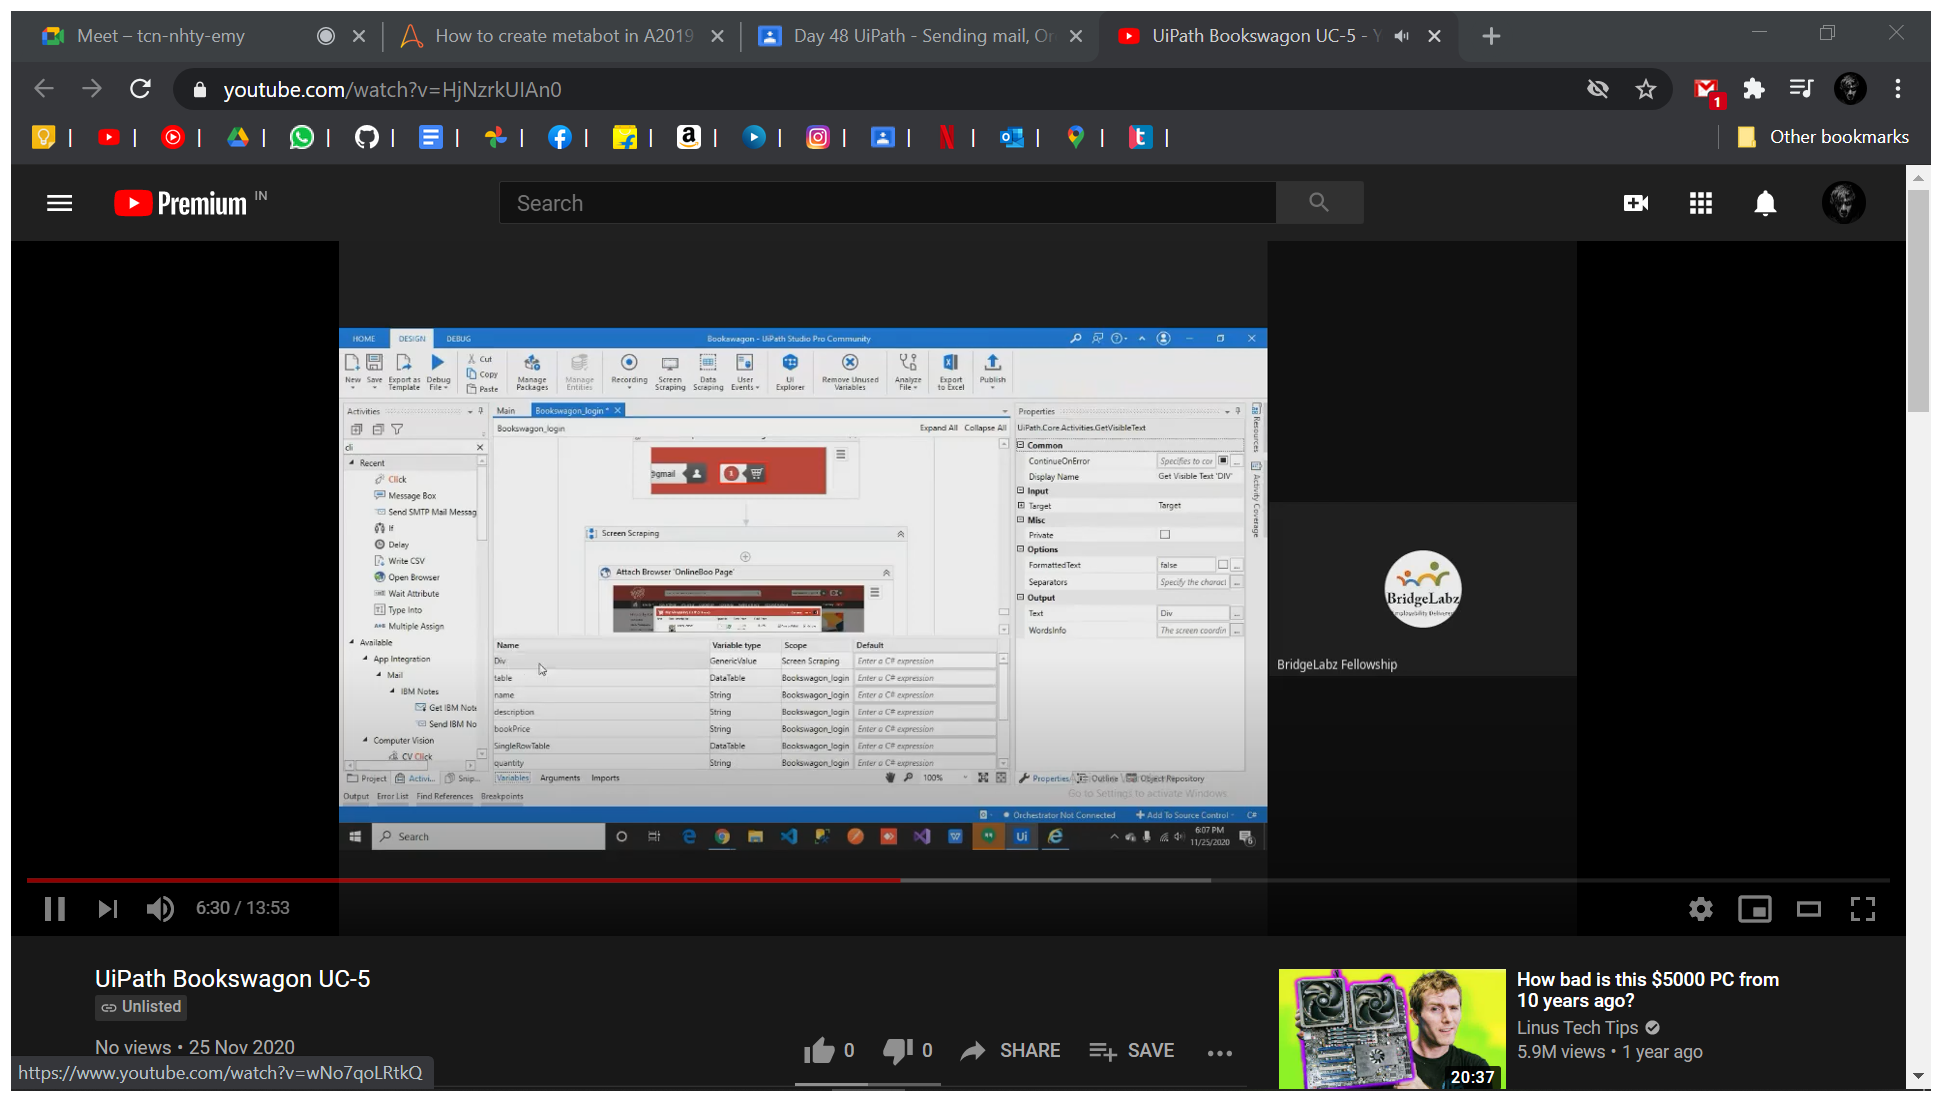 Meet – tcn-nhty-emy
How to create metabot in A2019
Day 48 UiPath - Sending mail, Or
UiPath Bookswagon UC-5 - Y
youtube.com/watch?v=HjNzrkUIAn0
1
Other bookmarks
Premium IN
Search
HOME DESIGN DEBUG
Bookswagon - UiPath Studio Pro Community
Cut
Copy
Paste
New Save Export as Template Debug File
Manage Packages
Manage Entities
Recording
Screen Scraping
Data Scraping
User Events
UI Explorer
Remove Unused Variables
Analyze File
Export to Excel
Publish
Activities
Main
Bookswagon_login*
Properties
Bookswagon_login
Expand All Collapse All
UiPath.Core.Activities.GetVisibleText
cli
Recent
Click
Message Box
Send SMTP Mail Messag
If
Delay
Write CSV
Open Browser
Wait Attribute
Type Into
Multiple Assign
Available
App Integration
Mail
IBM Notes
Get IBM Note
Send IBM No
Computer Vision
CV Click
@gmail
1
Screen Scraping
Attach Browser 'OnlineBoo Page'
Common
ContinueOnError Specifies to cor
Display Name Get Visible Text 'DIV'
Input
Target Target
Misc
Private
Options
FormattedText false
Separators Specify the charact
Output
Text Div
WordsInfo The screen coordin
Resources
Activity Coverage
Name Variable type Scope Default
Div GenericValue Screen Scraping Enter a C# expression
table DataTable Bookswagon_login Enter a C# expression
name String Bookswagon_login Enter a C# expression
description String Bookswagon_login Enter a C# expression
bookPrice String Bookswagon_login Enter a C# expression
SingleRowTable DataTable Bookswagon_login Enter a C# expression
quantity String Bookswagon_login Enter a C# expression
Project Activi... Snip...
Variables Arguments Imports
100%
Properties Outline Object Repository
Output Error List Find References Breakpoints
Go to Settings to activate Windows.
Orchestrator Not Connected
Add To Source Control
C#
Search
Ui
6:07 PM
11/25/2020
6
BridgeLabz
Employability Delivered
BridgeLabz Fellowship
6:30 / 13:53
UiPath Bookswagon UC-5
Unlisted
No views • 25 Nov 2020
0
0
SHARE
SAVE
https://www.youtube.com/watch?v=wNo7qoLRtkQ
How bad is this $5000 PC from
10 years ago?
Linus Tech Tips
5.9M views • 1 year ago
20:37